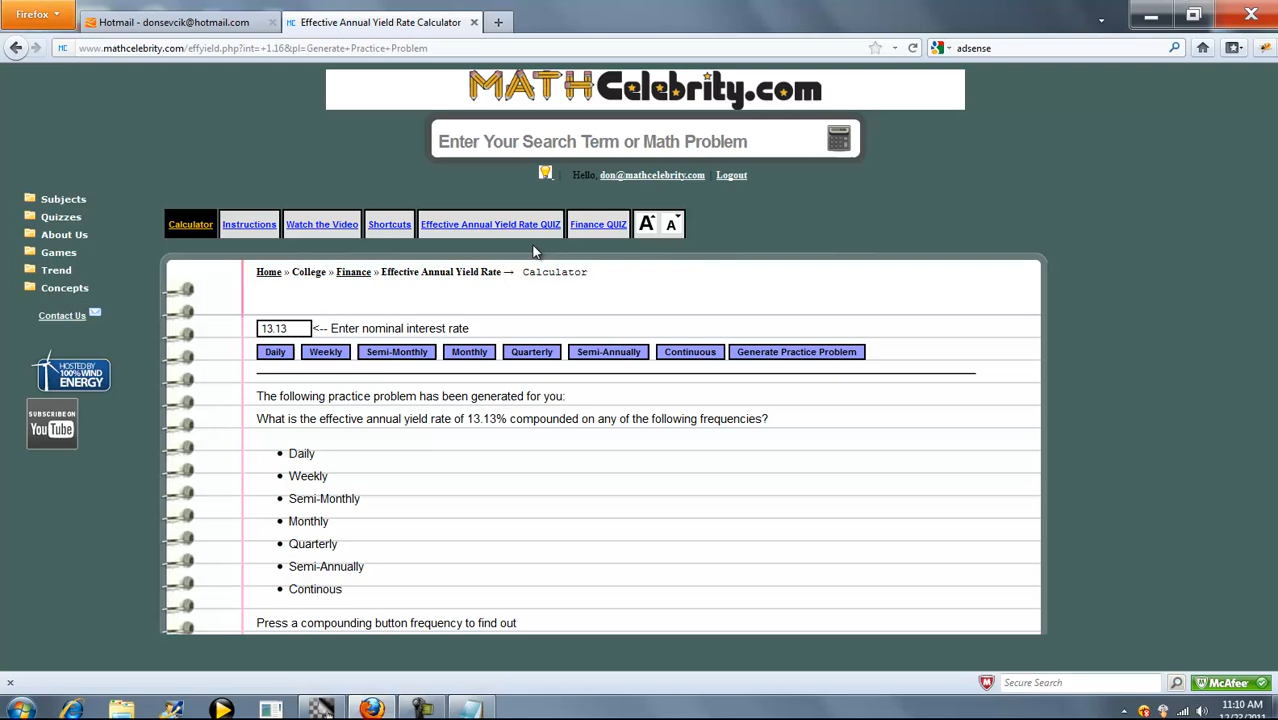 Firefox
Hotmail - donsevcik@hotmail.com × Effective Annual Yield Rate Calculator × +
www.mathcelebrity.com/effyield.php?int=+1.16&pl=Generate+Practice+Problem
adsense
MATHCelebrity.com
Enter Your Search Term or Math Problem
| Hello, don@mathcelebrity.com | Logout
Subjects
Quizzes
About Us
Games
Trend
Concepts
Contact Us
HOSTED BY
100% WIND
ENERGY
SUBSCRIBE ON
YouTube
Calculator Instructions Watch the Video Shortcuts Effective Annual Yield Rate QUIZ Finance QUIZ A A
Home » College » Finance » Effective Annual Yield Rate → Calculator
13.13 <-- Enter nominal interest rate
Daily Weekly Semi-Monthly Monthly Quarterly Semi-Annually Continuous Generate Practice Problem
The following practice problem has been generated for you:
What is the effective annual yield rate of 13.13% compounded on any of the following frequencies?
• Daily
• Weekly
• Semi-Monthly
• Monthly
• Quarterly
• Semi-Annually
• Continous
Press a compounding button frequency to find out
× Secure Search McAfee
11:10 AM